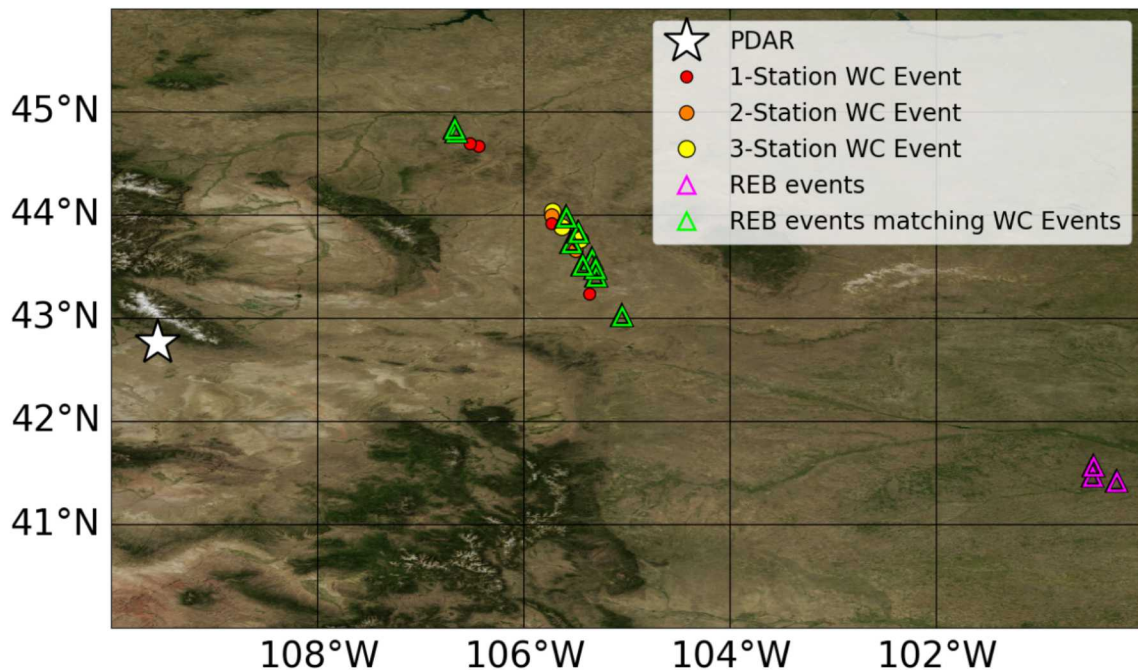 PDAR
1-Station WC Event
2-Station WC Event
3-Station WC Event
REB events
REB events matching WC Events
45°N
44°N
43°N
42°N
41°N
108°W
106°W
104°W
102°W